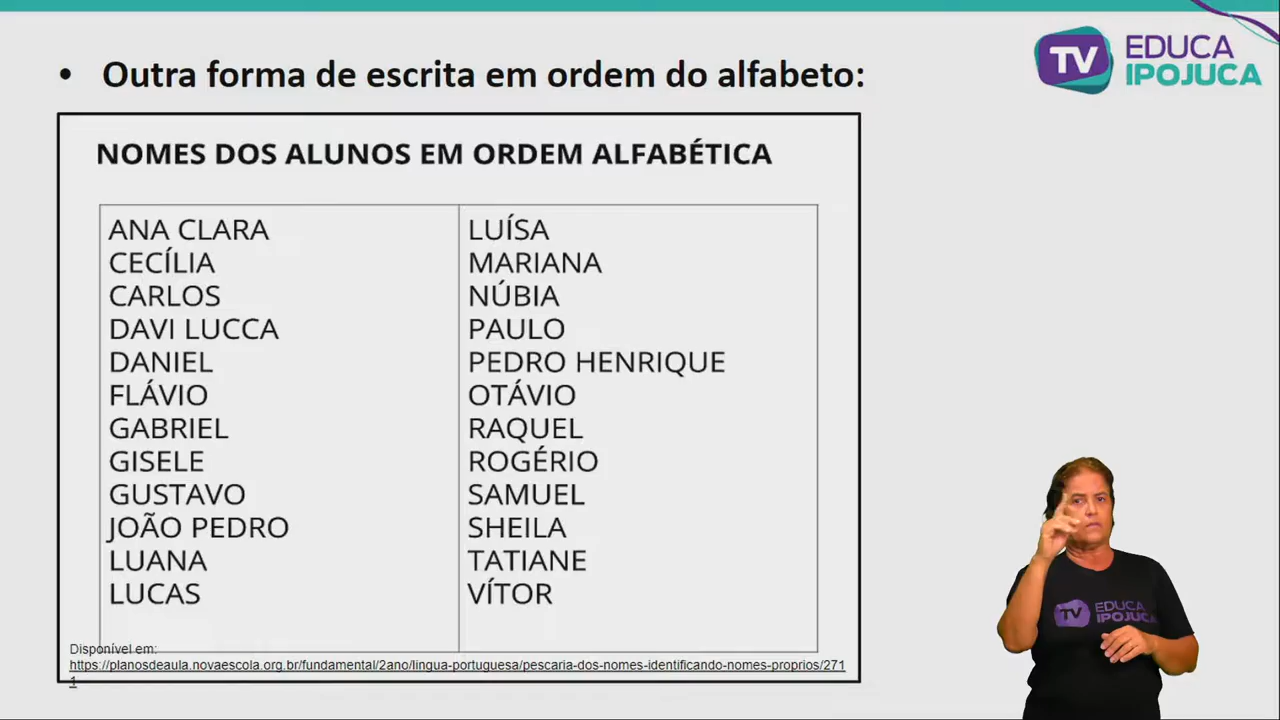 • Outra forma de escrita em ordem do alfabeto:
TV EDUCA
IPOJUCA
NOMES DOS ALUNOS EM ORDEM ALFABÉTICA
ANA CLARA
CECÍLIA
CARLOS
DAVI LUCCA
DANIEL
FLÁVIO
GABRIEL
GISELE
GUSTAVO
JOÃO PEDRO
LUANA
LUCAS
LUÍSA
MARIANA
NÚBIA
PAULO
PEDRO HENRIQUE
OTÁVIO
RAQUEL
ROGÉRIO
SAMUEL
SHEILA
TATIANE
VÍTOR
Disponível em:
https://planosdeaula.novaescola.org.br/fundamental/2ano/lingua-portuguesa/pescaria-dos-nomes-identificando-nomes-proprios/271
1
TV EDUCA
IPOJUCA